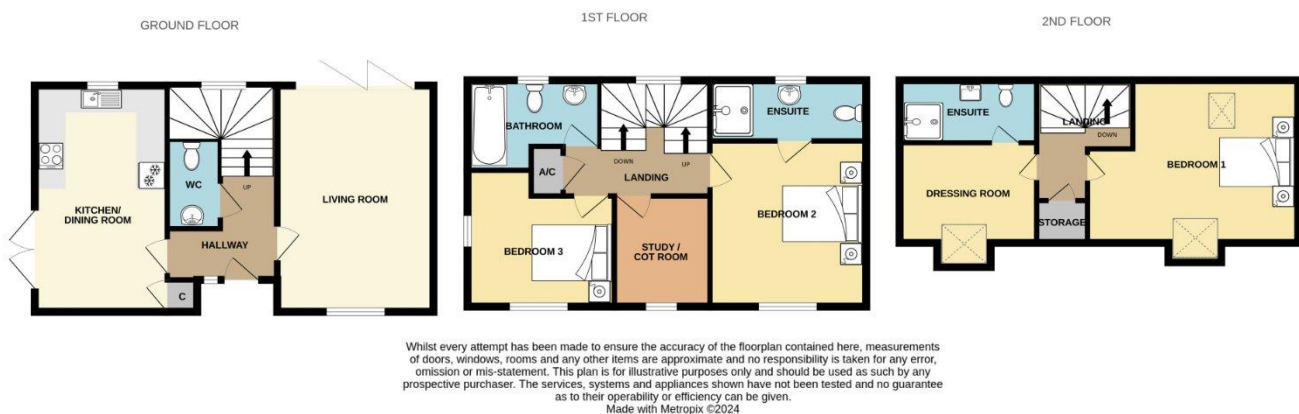 GROUND FLOOR
1ST FLOOR
2ND FLOOR
KITCHEN/
DINING ROOM
WC
UP
HALLWAY
C
LIVING ROOM
BATHROOM
A/C
DOWN
UP
LANDING
ENSUITE
BEDROOM 2
BEDROOM 3
STUDY /
COT ROOM
ENSUITE
LANDING
DOWN
DRESSING ROOM
STORAGE
BEDROOM 1
Whilst every attempt has been made to ensure the accuracy of the floorplan contained here, measurements
of doors, windows, rooms and any other items are approximate and no responsibility is taken for any error,
omission or mis-statement. This plan is for illustrative purposes only and should be used as such by any
prospective purchaser. The services, systems and appliances shown have not been tested and no guarantee
as to their operability or efficiency can be given.
Made with Metropix ©2024